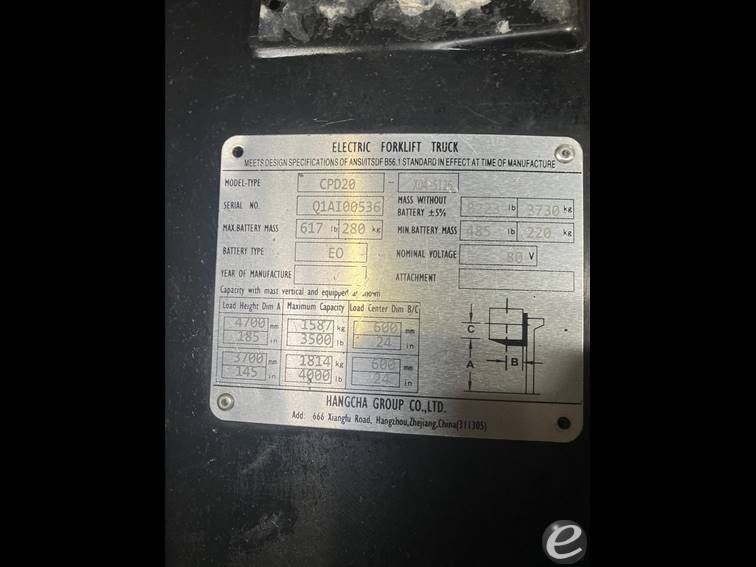 ELECTRIC FORKLIFT TRUCK
MEETS DESIGN SPECIFICATIONS OF ANSI/ITSDF B56.1 STANDARD IN EFFECT AT TIME OF MANUFACTURE
MODEL-TYPE CPD20 -
SERIAL NO. Q1AI00536 MASS WITHOUT BATTERY ±5% lb 3730 kg
MAX.BATTERY MASS 617 lb 280 kg MIN.BATTERY MASS 485 lb 220 kg
BATTERY TYPE EO NOMINAL VOLTAGE 80 V
YEAR OF MANUFACTURE ATTACHMENT
Capacity with mast vertical and equipped as shown
Load Height Dim A Maximum Capacity Load Center Dim B/C
4700 mm 1587 kg 600 mm
185 in 3500 lb 24 in
3700 mm 1814 kg 600 mm
145 in 4000 lb 24 in
C
B
A
HANGCHA GROUP CO.,LTD.
Add: 666 Xiangfu Road, Hangzhou,Zhejiang,China(311305)
e